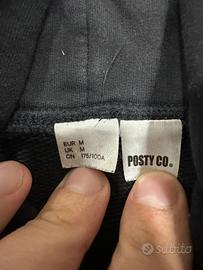 EUR M
UK M
CN 175/100A
POSTY CO.
subito